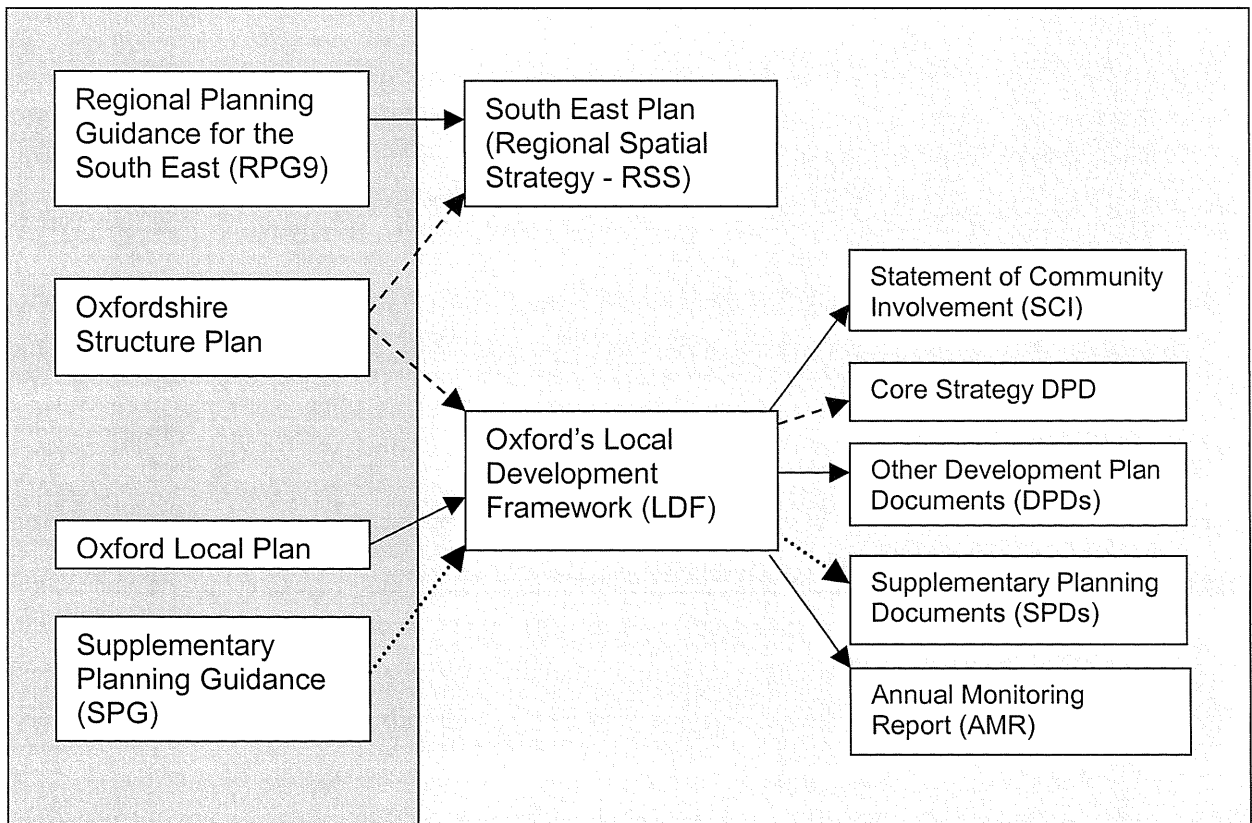 Regional Planning
Guidance for the
South East (RPG9)
South East Plan
(Regional Spatial
Strategy - RSS)
Oxfordshire
Structure Plan
Statement of Community
Involvement (SCI)
Core Strategy DPD
Oxford's Local
Development
Framework (LDF)
Other Development Plan
Documents (DPDs)
Oxford Local Plan
Supplementary Planning
Documents (SPDs)
Supplementary
Planning Guidance
(SPG)
Annual Monitoring
Report (AMR)